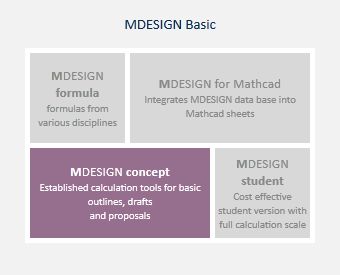 MDESIGN Basic
MDESIGN
formula
formulas from
various disciplines
MDESIGN for Mathcad
Integrates MDESIGN data base into
Mathcad sheets
MDESIGN concept
Established calculation tools for basic
outlines, drafts
and proposals
MDESIGN
student
Cost effective
student version with
full calculation scale